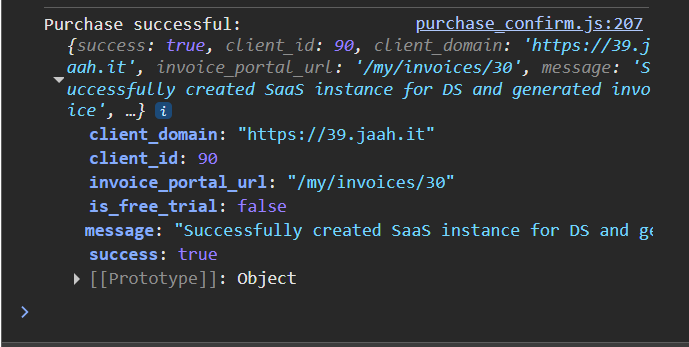 Purchase successful: purchase_confirm.js:207
{success: true, client_id: 90, client_domain: 'https://39.j
aah.it', invoice_portal_url: '/my/invoices/30', message: 'S
uccessfully created SaaS instance for DS and generated invo
ice', …} i
client_domain: "https://39.jaah.it"
client_id: 90
invoice_portal_url: "/my/invoices/30"
is_free_trial: false
message: "Successfully created SaaS instance for DS and ge
success: true
[[Prototype]]: Object